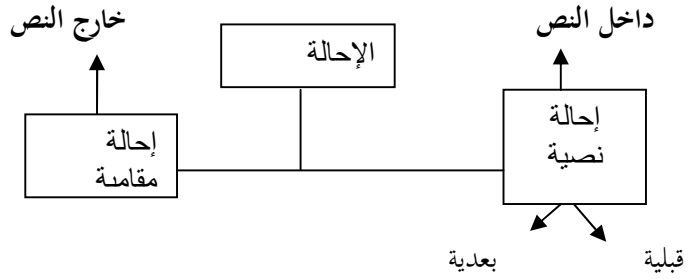 داخل النص
خارج النص
الإحالة
إحالة
نصية
إحالة
مقامية
قبلية
بعدية